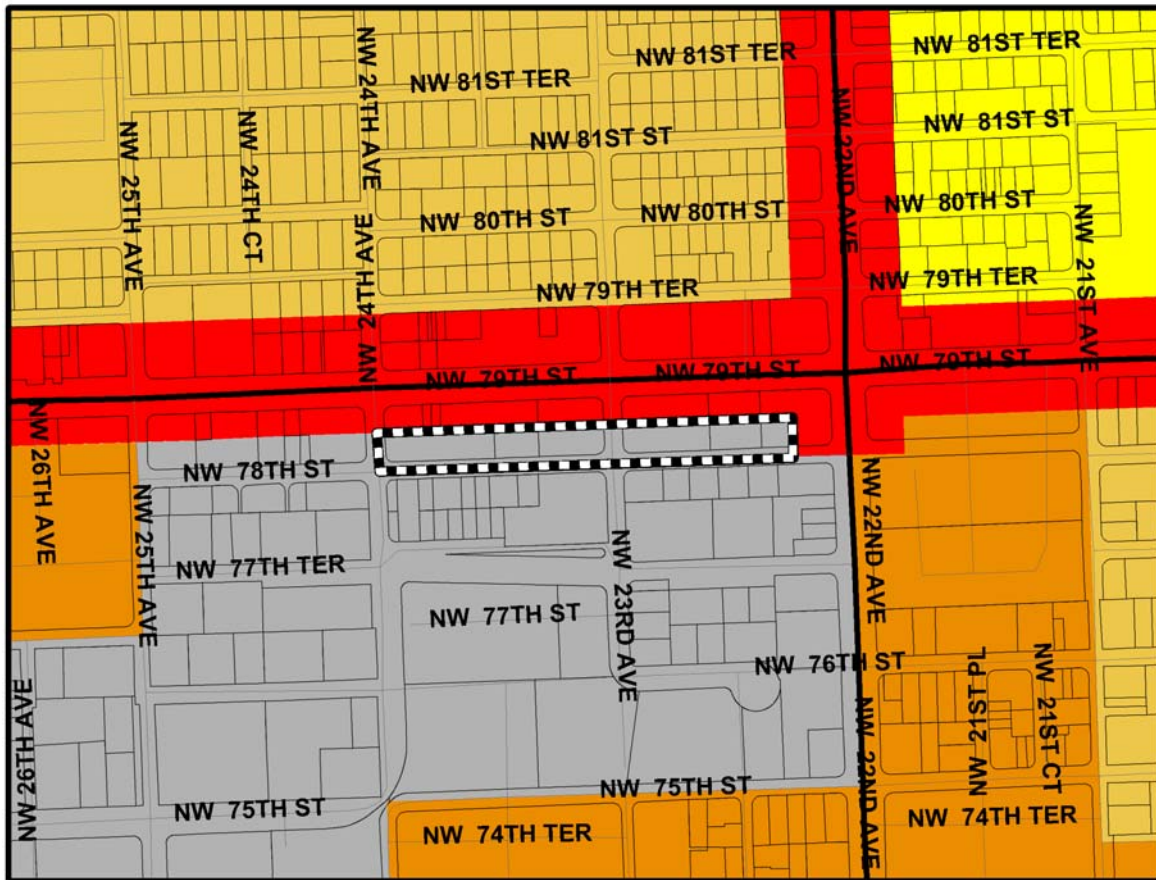 NW 81ST TER
NW 81ST TER
NW 81ST TER
NW 24TH AVE
NW 25TH AVE
NW 24TH CT
NW 81ST ST
NW 81ST ST
NW 22ND AVE
NW 80TH ST
NW 80TH ST
NW 80TH ST
NW 24TH AVE
NW 21ST AVE
NW 79TH TER
NW 79TH TER
NW 79TH ST
NW 79TH ST
NW 79TH ST
NW 26TH AVE
NW 78TH ST
NW 25TH AVE
NW 22ND AVE
NW 77TH TER
NW 23RD AVE
NW 77TH ST
NW 76TH ST
NW 21ST PL
NW 21ST CT
NW 26TH AVE
NW 22ND AVE
NW 75TH ST
NW 75TH ST
NW 74TH TER
NW 74TH TER